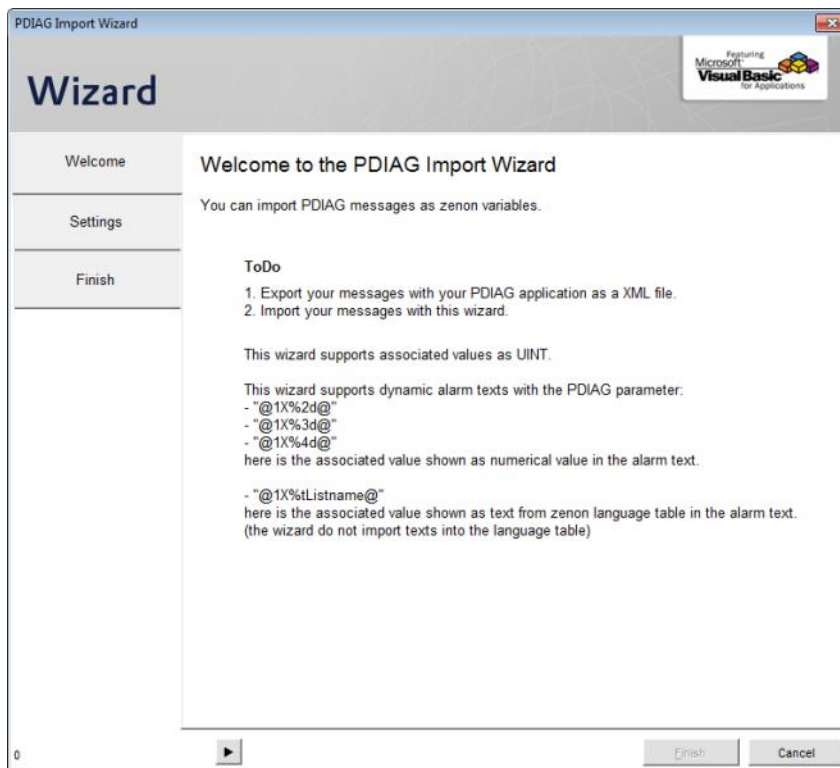 PDIAG Import Wizard
Wizard
Featuring
Microsoft®
Visual Basic
for Applications
Welcome
Settings
Finish
Welcome to the PDIAG Import Wizard
You can import PDIAG messages as zenon variables.
ToDo
1. Export your messages with your PDIAG application as a XML file.
2. Import your messages with this wizard.
This wizard supports associated values as UINT.
This wizard supports dynamic alarm texts with the PDIAG parameter:
- "@1X%2d@"
- "@1X%3d@"
- "@1X%4d@"
here is the associated value shown as numerical value in the alarm text.
- "@1X%tListname@"
here is the associated value shown as text from zenon language table in the alarm text.
(the wizard do not import texts into the language table)
0
Finish
Cancel